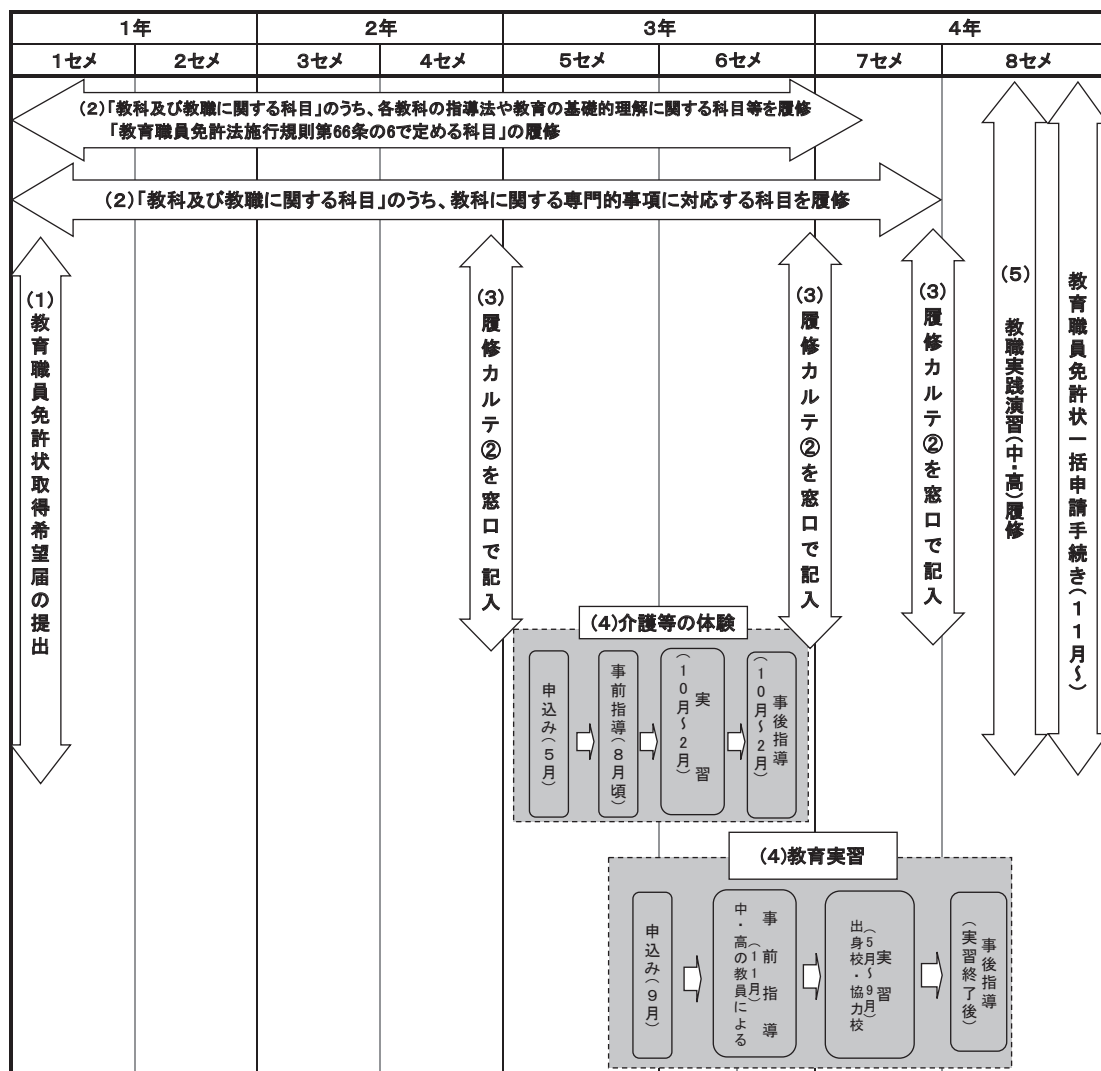 1年
2年
3年
4年
1セメ
2セメ
3セメ
4セメ
5セメ
6セメ
7セメ
8セメ
(2)「教科及び教職に関する科目」のうち、各教科の指導法や教育の基礎的理解に関する科目等を履修
「教育職員免許法施行規則第66条の6で定める科目」の履修
(2)「教科及び教職に関する科目」のうち、教科に関する専門的事項に対応する科目を履修
(1)教育職員免許状取得希望届の提出
(3)履修カルテ②を窓口で記入
(3)履修カルテ②を窓口で記入
(3)履修カルテ②を窓口で記入
(5) 教職実践演習(中・高)履修
教育職員免許状一括申請手続き(11月~)
(4)介護等の体験
申込み(5月)
事前指導(8月頃)
実習
(10月~2月)
事後指導
(10月~2月)
(4)教育実習
申込み(9月)
事前指導
(11月)
中・高の教員による
実習
(5月~9月)
出身校・協力校
事後指導
(実習終了後)